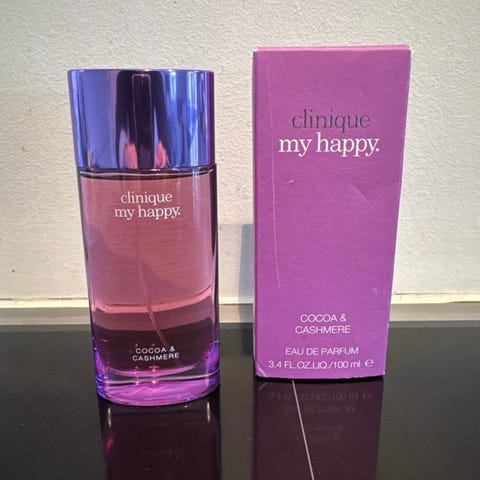 clinique
my happy.
COCOA &
CASHMERE
clinique
my happy.
COCOA &
CASHMERE
EAU DE PARFUM
3.4 FL.OZ.LIQ./100 ml ℮